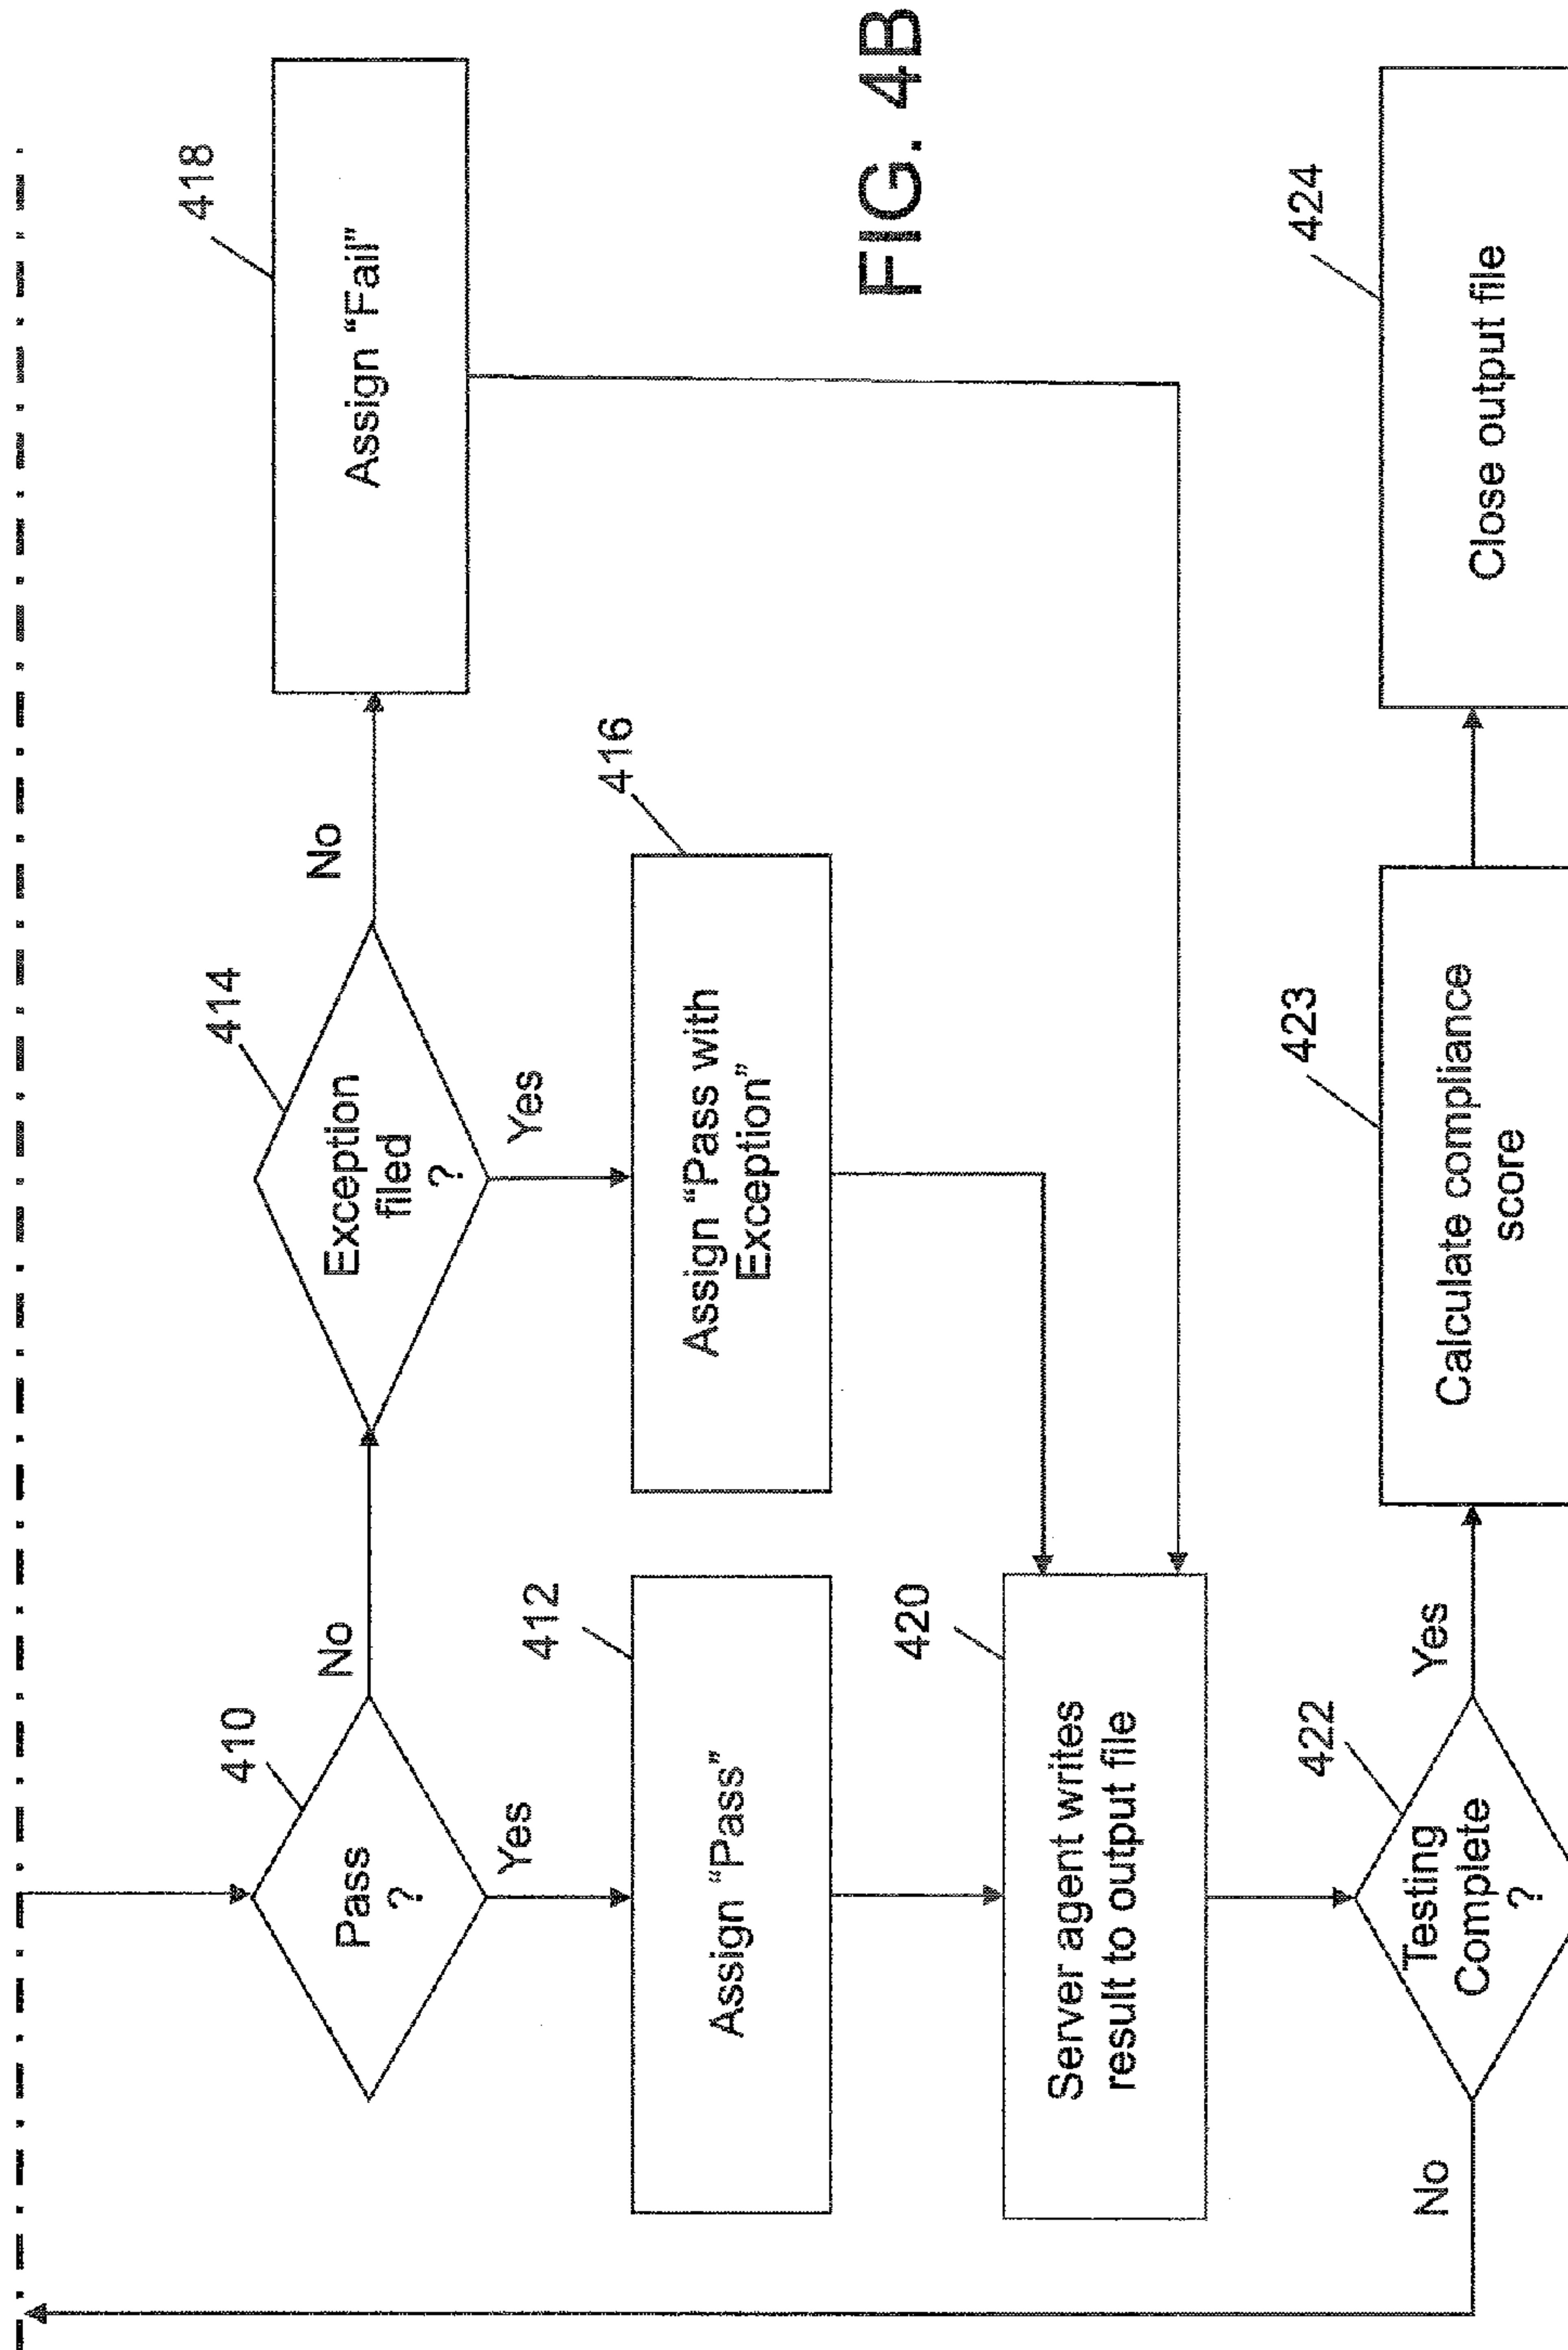 410
Pass
?
No
Yes
414
Exception
filed
?
No
Yes
418
Assign “Fail”
412
Assign “Pass”
416
Assign “Pass with
Exception”
420
Server agent writes
result to output file
FIG. 4B
422
Testing
Complete
?
No
Yes
423
Calculate compliance
score
424
Close output file